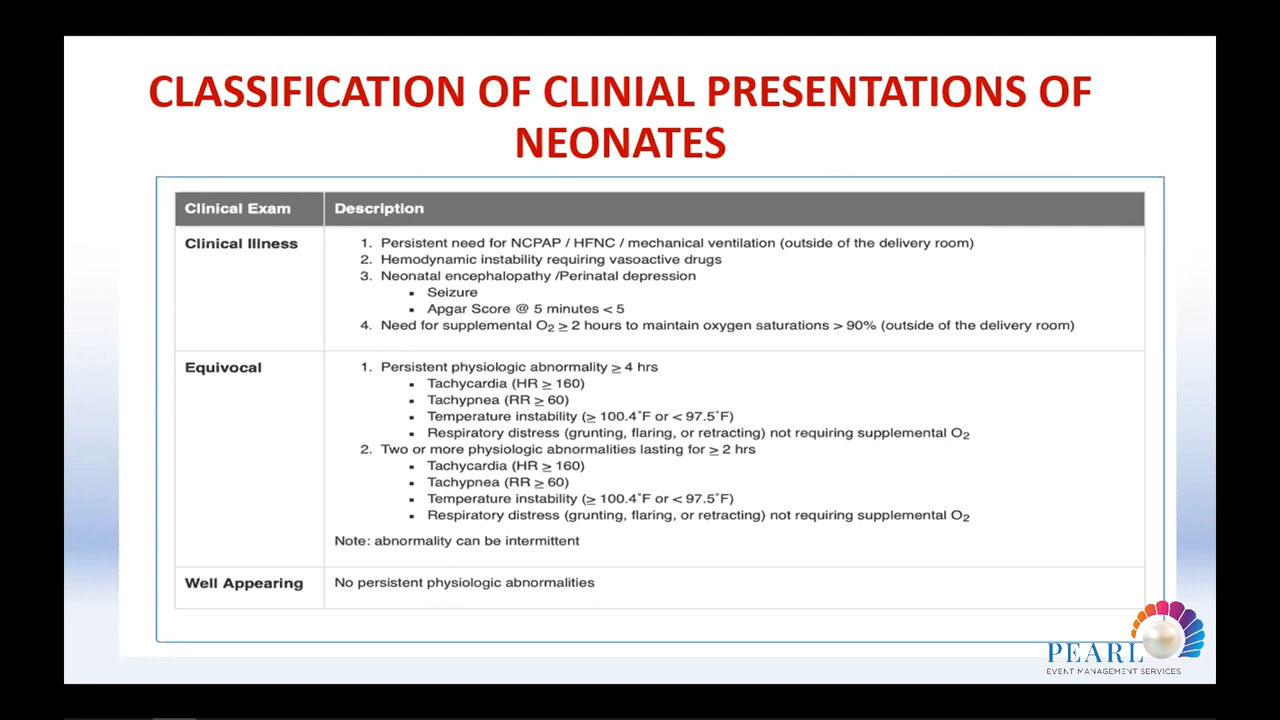 CLASSIFICATION OF CLINIAL PRESENTATIONS OF
NEONATES
Clinical Exam Description
Clinical Illness
1. Persistent need for NCPAP / HFNC / mechanical ventilation (outside of the delivery room)
2. Hemodynamic instability requiring vasoactive drugs
3. Neonatal encephalopathy /Perinatal depression
▪ Seizure
▪ Apgar Score @ 5 minutes < 5
4. Need for supplemental O₂ ≥ 2 hours to maintain oxygen saturations > 90% (outside of the delivery room)
Equivocal
1. Persistent physiologic abnormality ≥ 4 hrs
▪ Tachycardia (HR ≥ 160)
▪ Tachypnea (RR ≥ 60)
▪ Temperature instability (≥ 100.4˚F or < 97.5˚F)
▪ Respiratory distress (grunting, flaring, or retracting) not requiring supplemental O₂
2. Two or more physiologic abnormalities lasting for ≥ 2 hrs
▪ Tachycardia (HR ≥ 160)
▪ Tachypnea (RR ≥ 60)
▪ Temperature instability (≥ 100.4˚F or < 97.5˚F)
▪ Respiratory distress (grunting, flaring, or retracting) not requiring supplemental O₂
Note: abnormality can be intermittent
Well Appearing No persistent physiologic abnormalities
PEARL
EVENT MANAGEMENT SERVICES